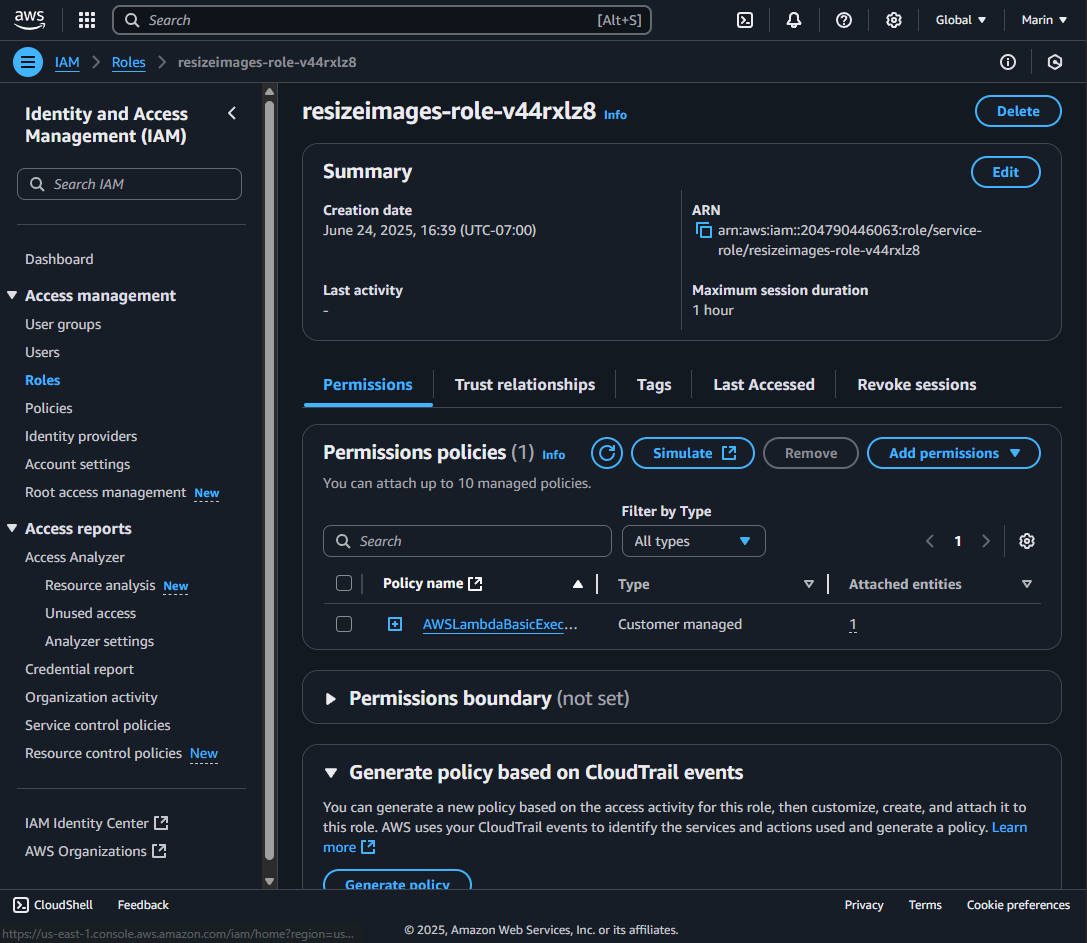 aws
Search [Alt+S] Global Marin
IAM Roles resizeimages-role-v44rxlz8
Identity and Access
Management (IAM)
Search IAM
Dashboard
Access management
User groups
Users
Roles
Policies
Identity providers
Account settings
Root access management New
Access reports
Access Analyzer
Resource analysis New
Unused access
Analyzer settings
Credential report
Organization activity
Service control policies
Resource control policies New
IAM Identity Center
AWS Organizations
resizeimages-role-v44rxlz8 Info Delete
Summary Edit
Creation date
June 24, 2025, 16:39 (UTC-07:00)
ARN
arn:aws:iam::204790446063:role/service-
role/resizeimages-role-v44rxlz8
Last activity
-
Maximum session duration
1 hour
Permissions Trust relationships Tags Last Accessed Revoke sessions
Permissions policies (1) Info Simulate Remove Add permissions
You can attach up to 10 managed policies.
Filter by Type
Search All types 1
Policy name Type Attached entities
AWSLambdaBasicExec... Customer managed 1
Permissions boundary (not set)
Generate policy based on CloudTrail events
You can generate a new policy based on the access activity for this role, then customize, create, and attach it to
this role. AWS uses your CloudTrail events to identify the services and actions used and generate a policy. Learn
more
Generate policy
CloudShell Feedback Privacy Terms Cookie preferences
https://us-east-1.console.aws.amazon.com/iam/home?region=us...
© 2025, Amazon Web Services, Inc. or its affiliates.